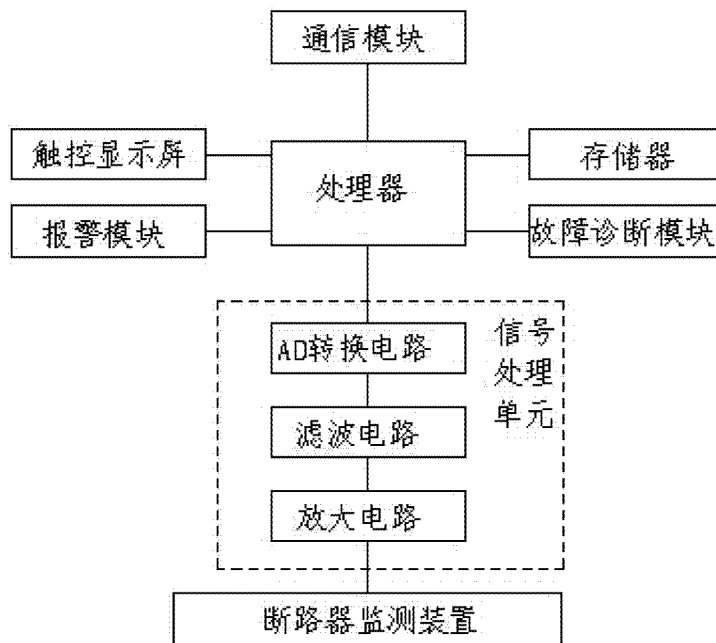 通信模块
触控显示屏
存储器
处理器
报警模块
故障诊断模块
AD转换电路
信号
处理
单元
滤波电路
放大电路
断路器监测装置